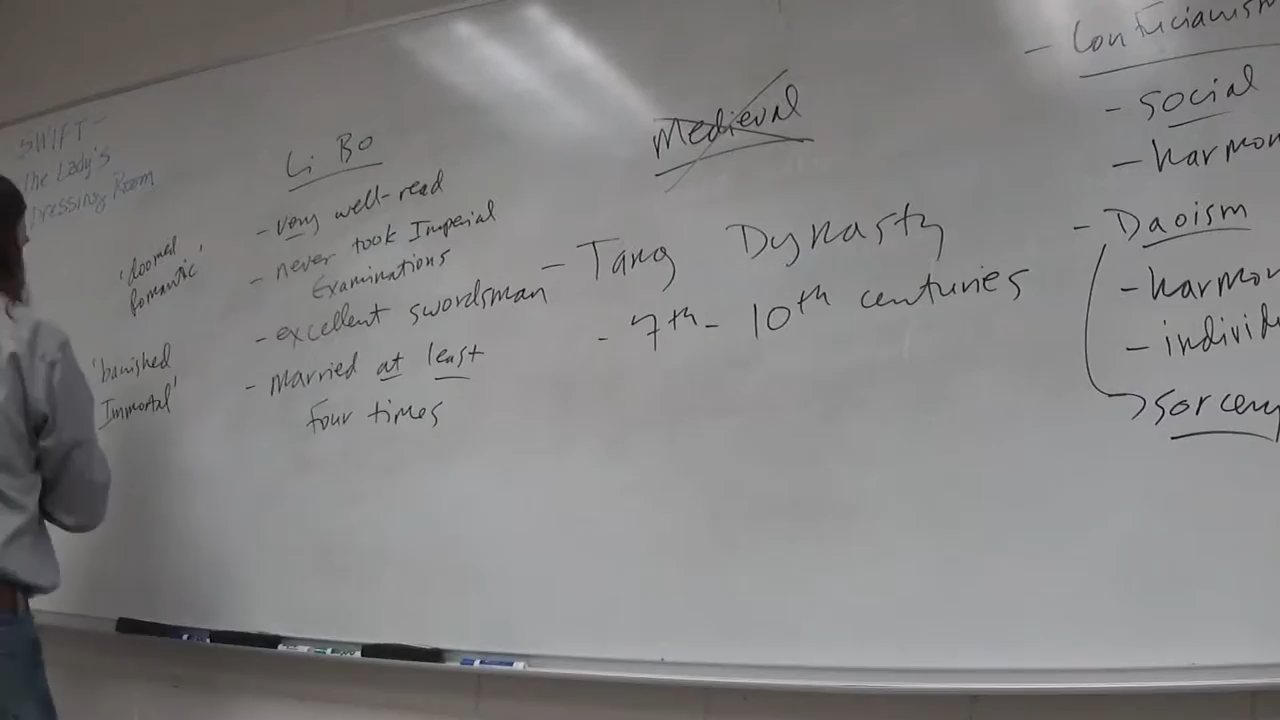 SWIFT -
The Lady's
Dressing Room
'doomed
Romantic'
'banished
Immortal'
Li Bo
- very well-read
- never took Imperial
Examinations
- excellent swordsman
- married at least
four times
Medieval
- Tang Dynasty
- 7th - 10th centuries
- Confucianism
- social
- harmon
- Daoism
- harmon
- individ
sorcery